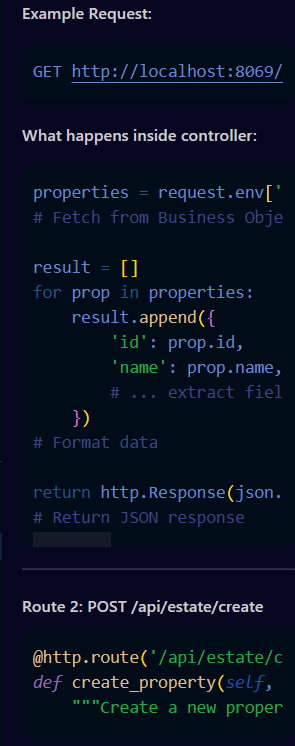 Example Request:
GET http://localhost:8069/
What happens inside controller:
properties = request.env['
# Fetch from Business Obje
result = []
for prop in properties:
    result.append({
        'id': prop.id,
        'name': prop.name,
        # ... extract fiel
    })
# Format data
return http.Response(json.
# Return JSON response
Route 2: POST /api/estate/create
@http.route('/api/estate/c
def create_property(self,
    """Create a new proper